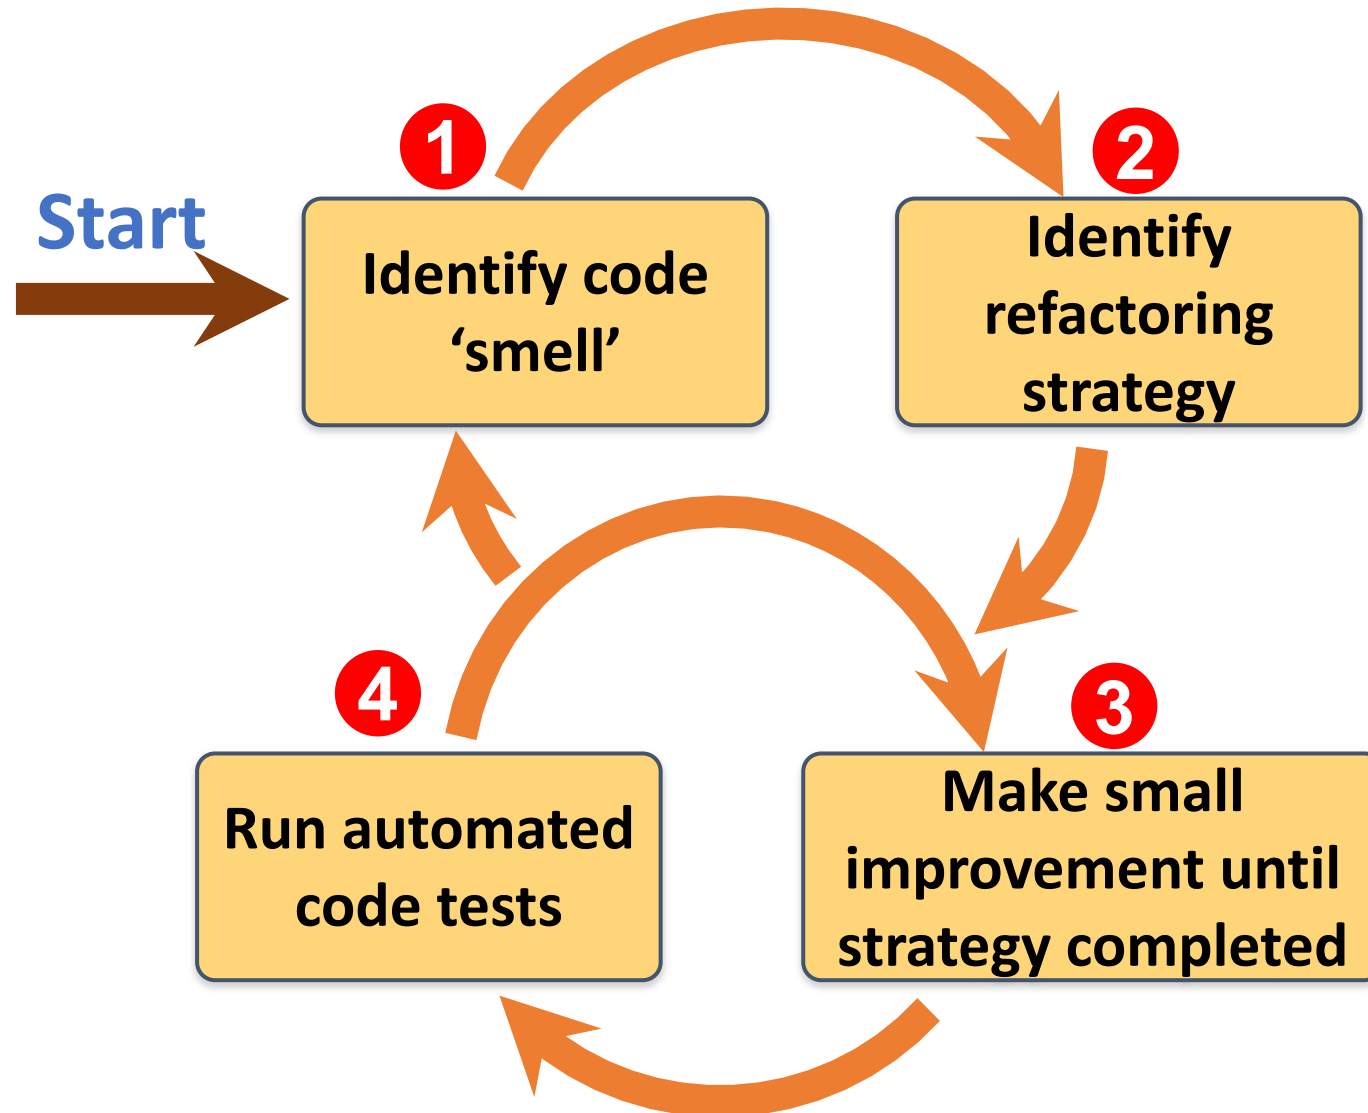 Start
1
Identify code
‘smell’
2
Identify
refactoring
strategy
3
Make small
improvement until
strategy completed
4
Run automated
code tests